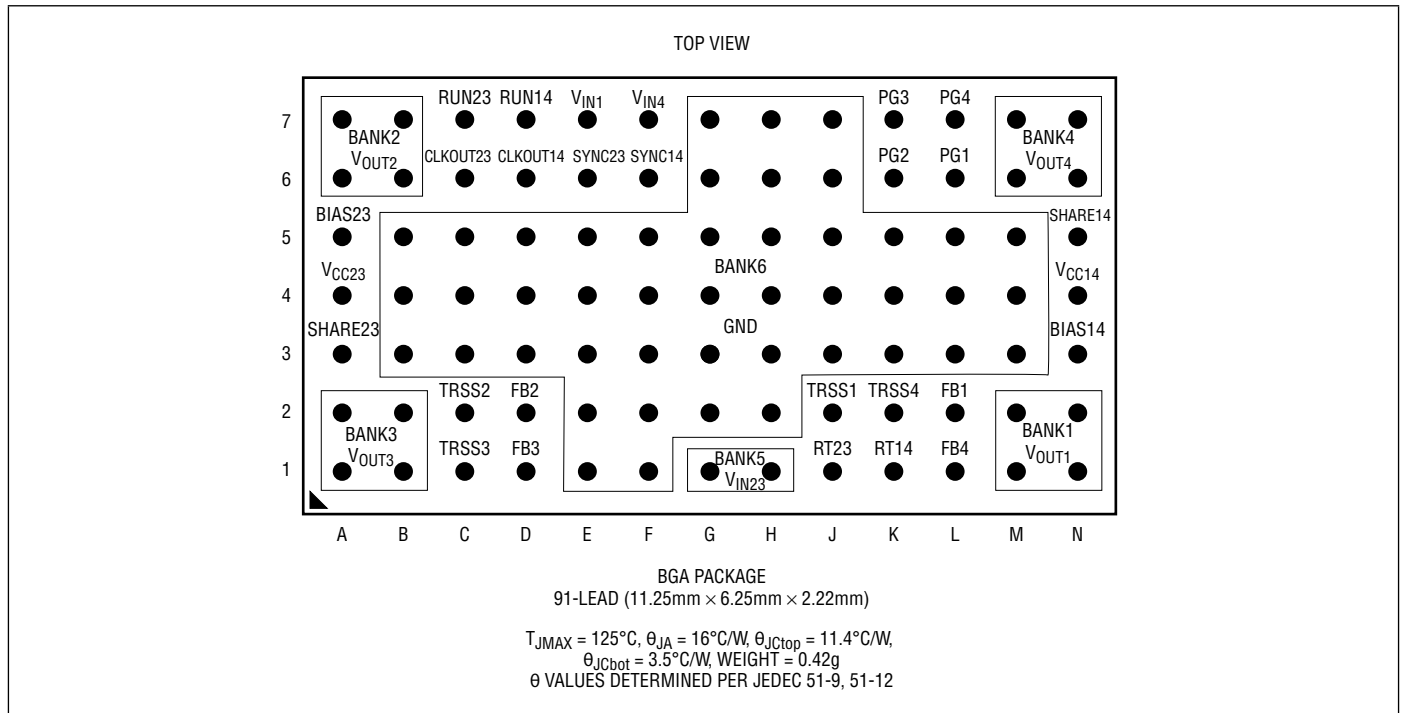 TOP VIEW
RUN23 RUN14 VIN1 VIN4 PG3 PG4
7
BANK2 BANK4
VOUT2 CLKOUT23 CLKOUT14 SYNC23 SYNC14 PG2 PG1 VOUT4
6
BIAS23 SHARE14
5
VCC23 BANK6 VCC14
4
SHARE23 GND BIAS14
3
TRSS2 FB2 TRSS1 TRSS4 FB1
2
BANK3 BANK1
VOUT3 TRSS3 FB3 BANK5 RT23 RT14 FB4 VOUT1
1
VIN23
A B C D E F G H J K L M N
BGA PACKAGE
91-LEAD (11.25mm × 6.25mm × 2.22mm)
TJMAX = 125°C, θJA = 16°C/W, θJCtop = 11.4°C/W,
θJCbot = 3.5°C/W, WEIGHT = 0.42g
θ VALUES DETERMINED PER JEDEC 51-9, 51-12